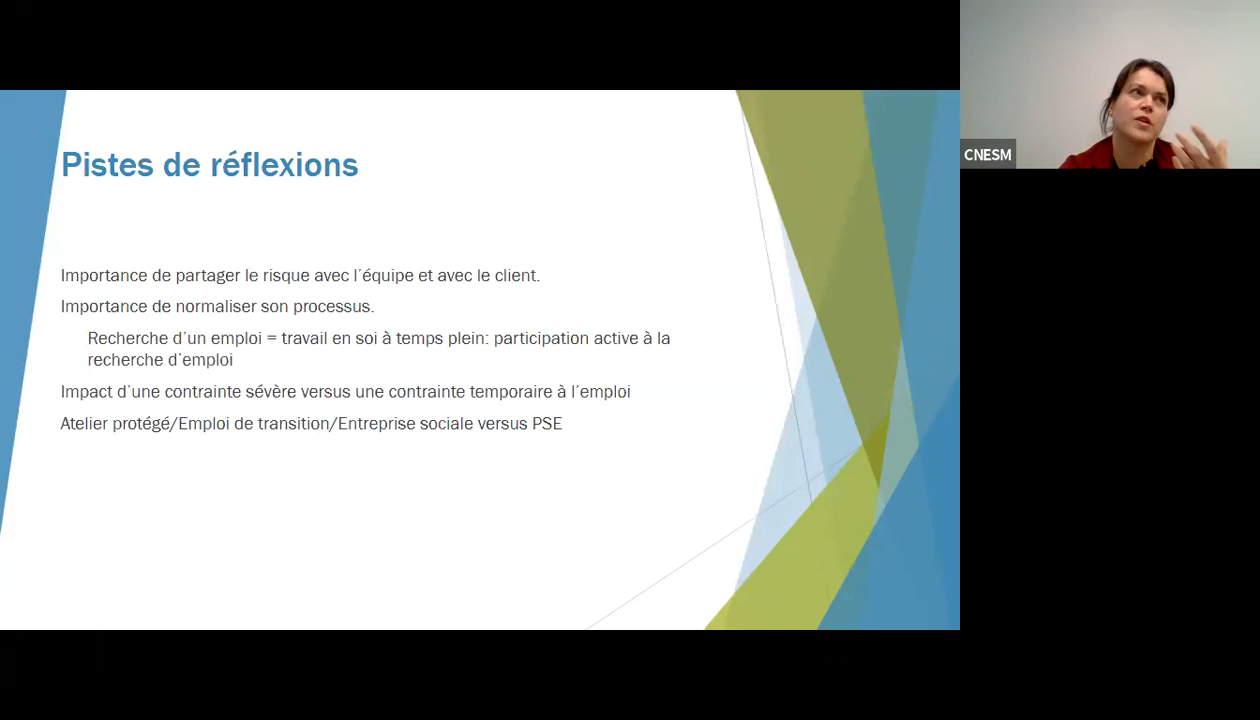 Pistes de réflexions
Importance de partager le risque avec l'équipe et avec le client.
Importance de normaliser son processus.
Recherche d'un emploi = travail en soi à temps plein: participation active à la
recherche d'emploi
Impact d'une contrainte sévère versus une contrainte temporaire à l'emploi
Atelier protégé/Emploi de transition/Entreprise sociale versus PSE
CNESM